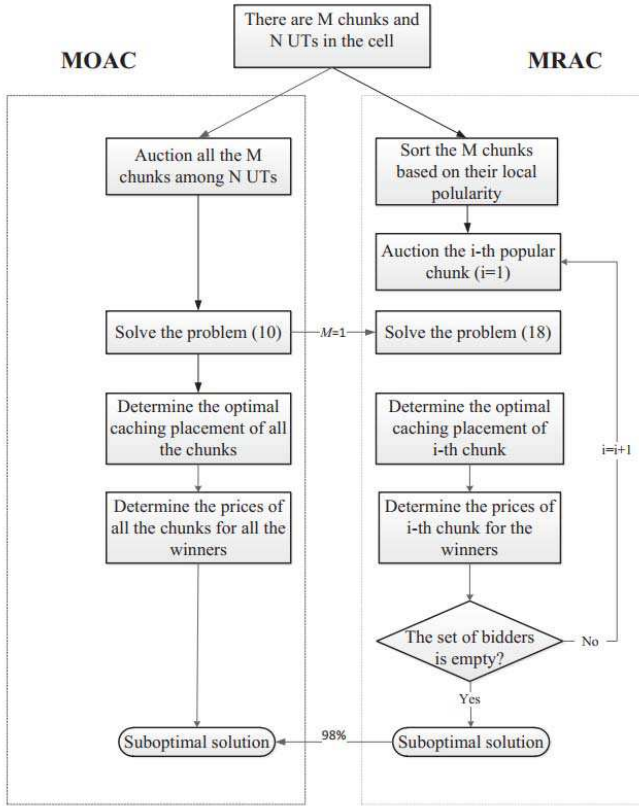 There are M chunks and
N UTs in the cell
MOAC
MRAC
Auction all the M
chunks among N UTs
Sort the M chunks
based on their local
polularity
Auction the i-th popular
chunk (i=1)
Solve the problem (10)
M=1
Solve the problem (18)
Determine the optimal
caching placement of all
the chunks
Determine the optimal
caching placement of
i-th chunk
i=i+1
Determine the prices of
all the chunks for all the
winners
Determine the prices of
i-th chunk for the
winners
The set of bidders
is empty?
No
Yes
Suboptimal solution
98%
Suboptimal solution